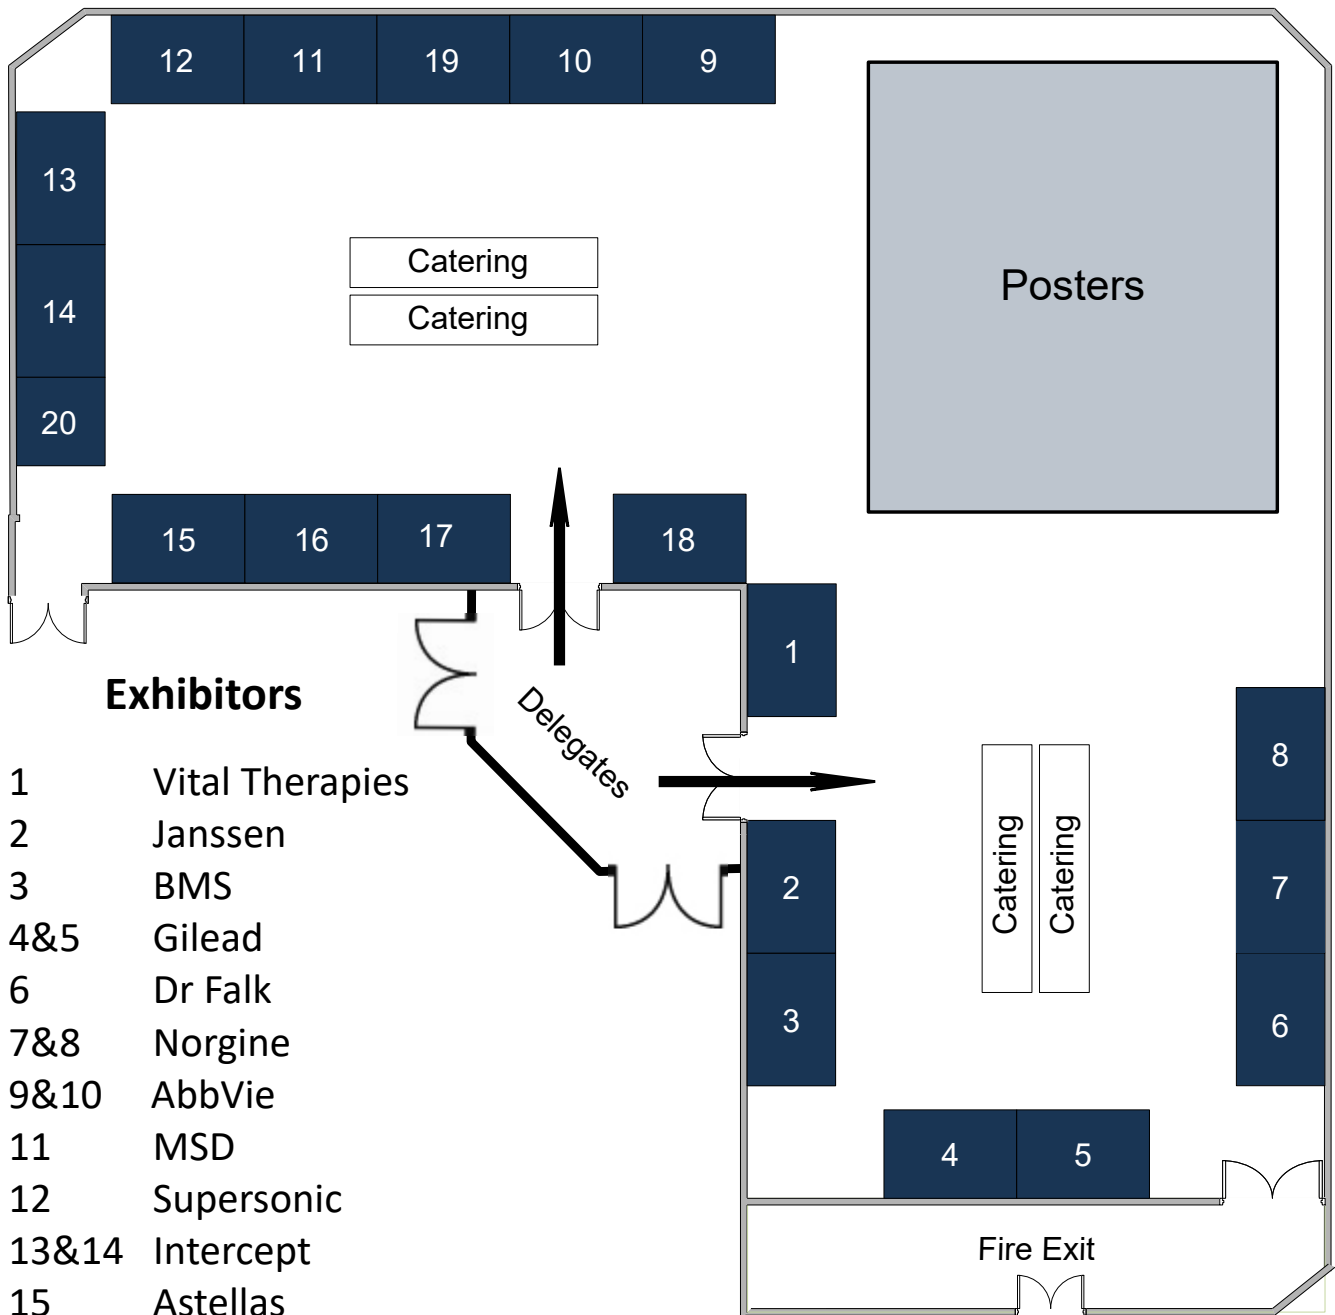 12 11 19 10 9
13
14
20
Catering
Catering
Posters
15 16 17 18
1
Delegates
8
7
6
Catering
Catering
2
3
4 5
Fire Exit
Exhibitors
1 Vital Therapies
2 Janssen
3 BMS
4&5 Gilead
6 Dr Falk
7&8 Norgine
9&10 AbbVie
11 MSD
12 Supersonic
13&14 Intercept
15 Astellas